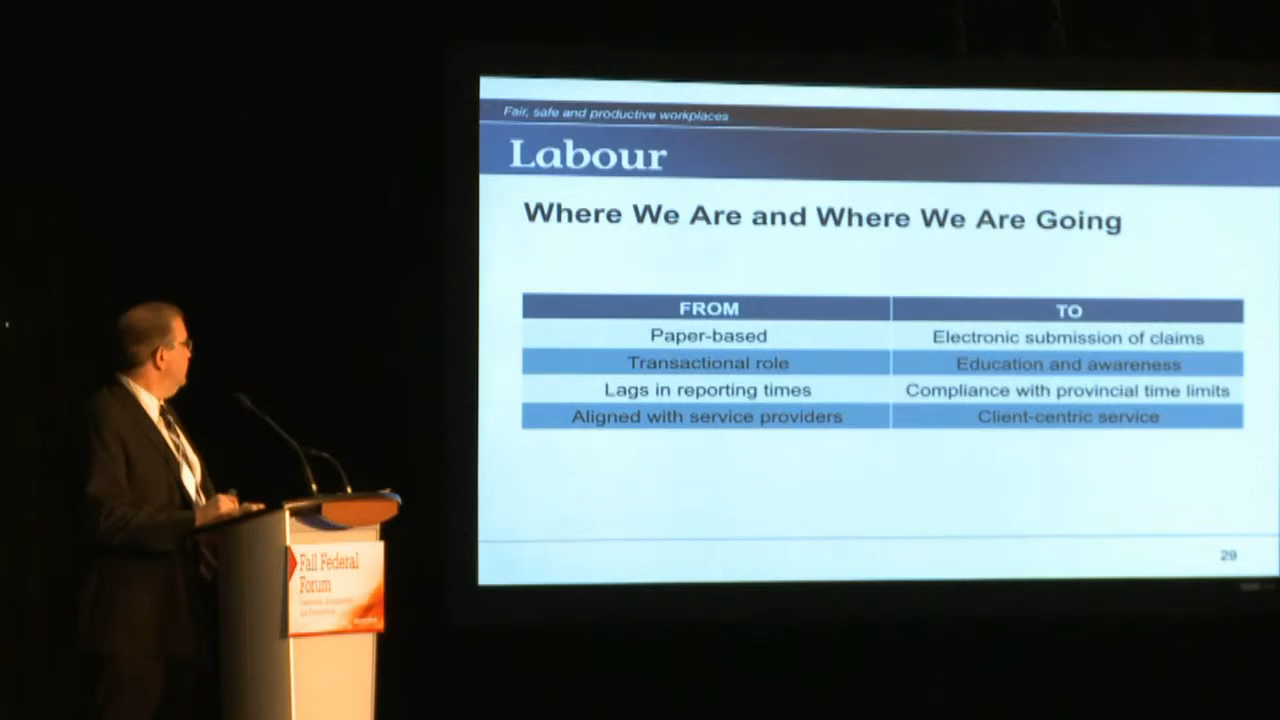 Fair, safe and productive workplaces
Labour
Where We Are and Where We Are Going
FROM TO
Paper-based Electronic submission of claims
Transactional role Education and awareness
Lags in reporting times Compliance with provincial time limits
Aligned with service providers Client-centric service
29
Fall Federal
Forum